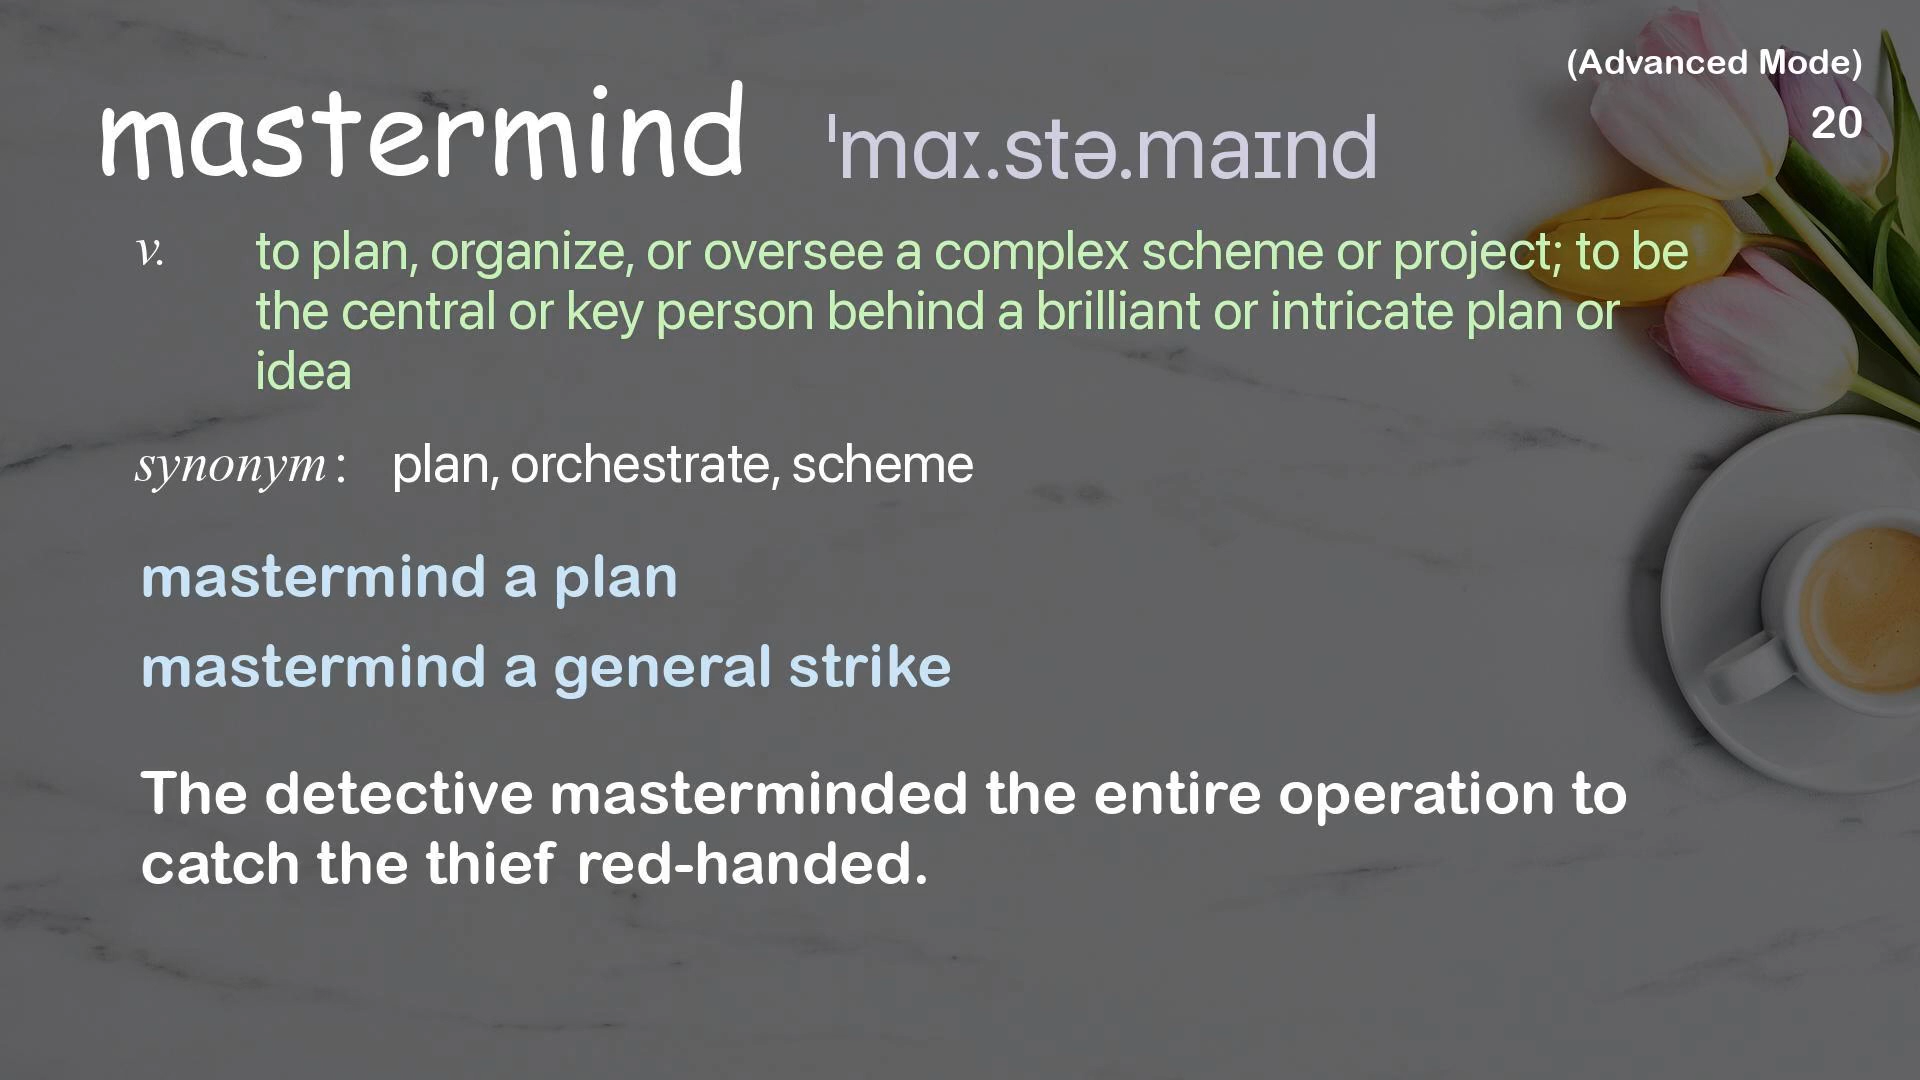 (Advanced Mode)
20
mastermind ˈmɑː.stə.maɪnd
v. to plan, organize, or oversee a complex scheme or project; to be
the central or key person behind a brilliant or intricate plan or
idea
synonym: plan, orchestrate, scheme
mastermind a plan
mastermind a general strike
The detective masterminded the entire operation to
catch the thief red-handed.